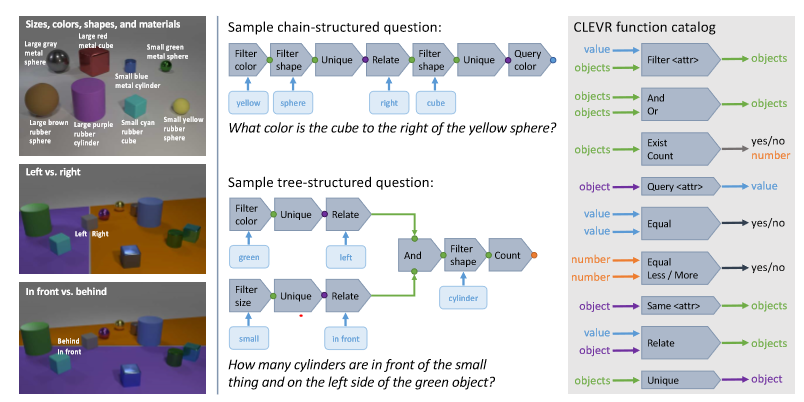 Sizes, colors, shapes, and materials
Large gray
metal
sphere
Large red
metal cube
Small blue
metal cylinder
Small green
metal sphere
Large brown
rubber
sphere
Large purple
rubber
cylinder
Small cyan
rubber
cube
Small yellow
rubber
sphere
Left vs. right
Left Right
In front vs. behind
Behind
In front
Sample chain-structured question:
Filter
color
Filter
shape
Unique
Relate
Filter
shape
Unique
Query
color
yellow
sphere
right
cube
What color is the cube to the right of the yellow sphere?
Sample tree-structured question:
Filter
color
Unique
Relate
green
left
And
Filter
shape
Count
cylinder
Filter
size
Unique
Relate
small
In front
How many cylinders are in front of the small
thing and on the left side of the green object?
CLEVR function catalog
value
objects
Filter <attr>
objects
objects
objects
And
Or
objects
objects
Exist
Count
yes/no
number
object
Query <attr>
value
value
value
Equal
yes/no
number
number
Equal
Less / More
yes/no
object
Same <attr>
objects
value
object
Relate
objects
objects
Unique
object